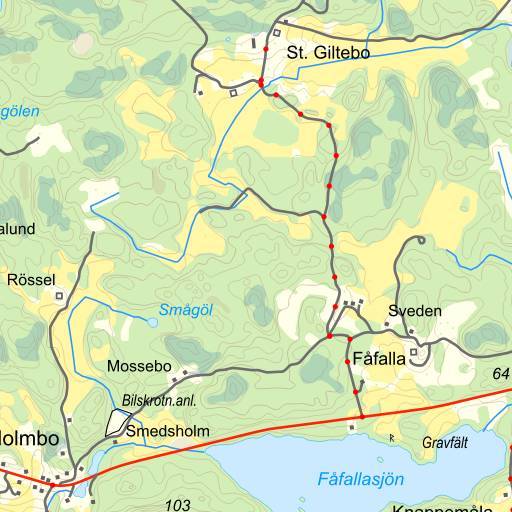 St. Giltebo
gölen
alund
Rössel
Smågöl
Sveden
Mossebo
Fåfalla
64
Bilskrotn.anl.
Holmbo
Smedsholm
Gravfält
Fåfallasjön
103
Knappemåla